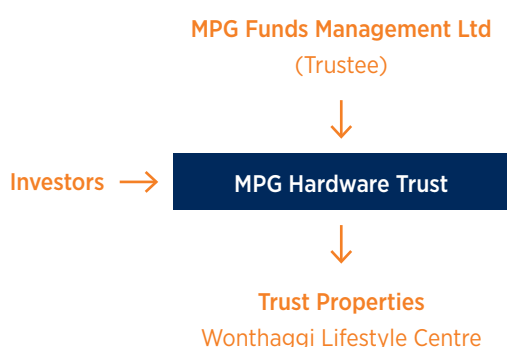 MPG Funds Management Ltd
(Trustee)
Investors
MPG Hardware Trust
Trust Properties
Wonthaggi Lifestyle Centre